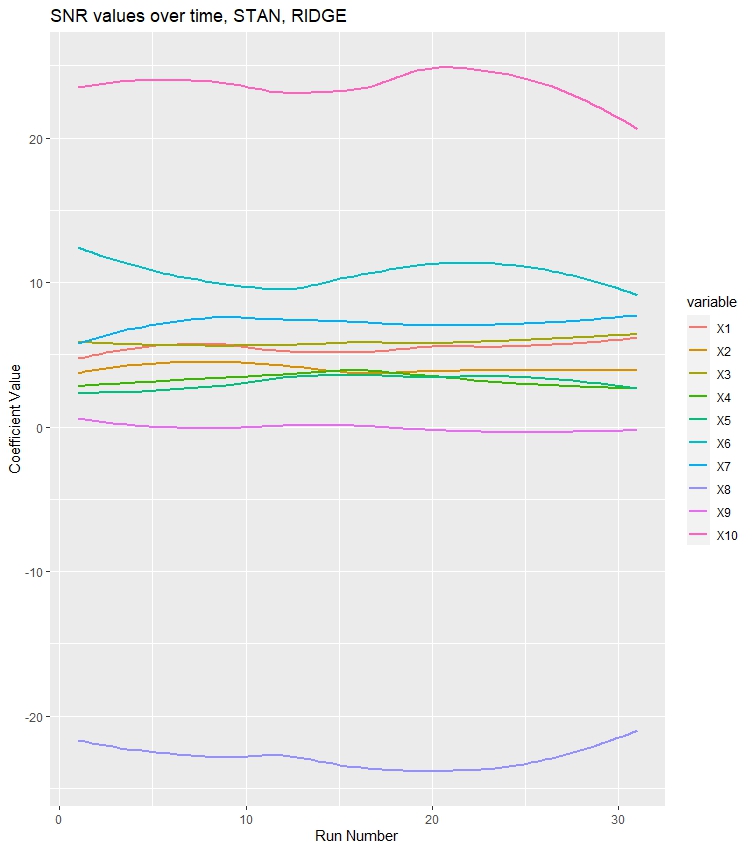 SNR values over time, STAN, RIDGE
Coefficient Value
20
10
0
-10
-20
0
10
20
30
Run Number
variable
X1
X2
X3
X4
X5
X6
X7
X8
X9
X10